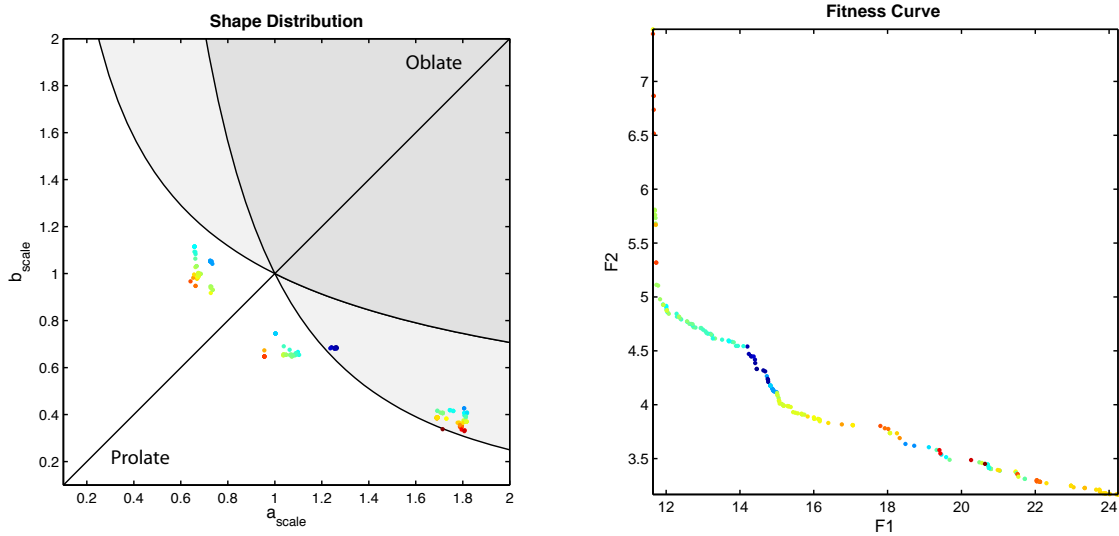 Shape Distribution
2
1.8
1.6
1.4
1.2
1
0.8
0.6
0.4
0.2
b_scale
Oblate
Prolate
0.2 0.4 0.6 0.8 1 1.2 1.4 1.6 1.8 2
a_scale
Fitness Curve
7
6.5
6
5.5
5
4.5
4
3.5
F2
12 14 16 18 20 22 24
F1